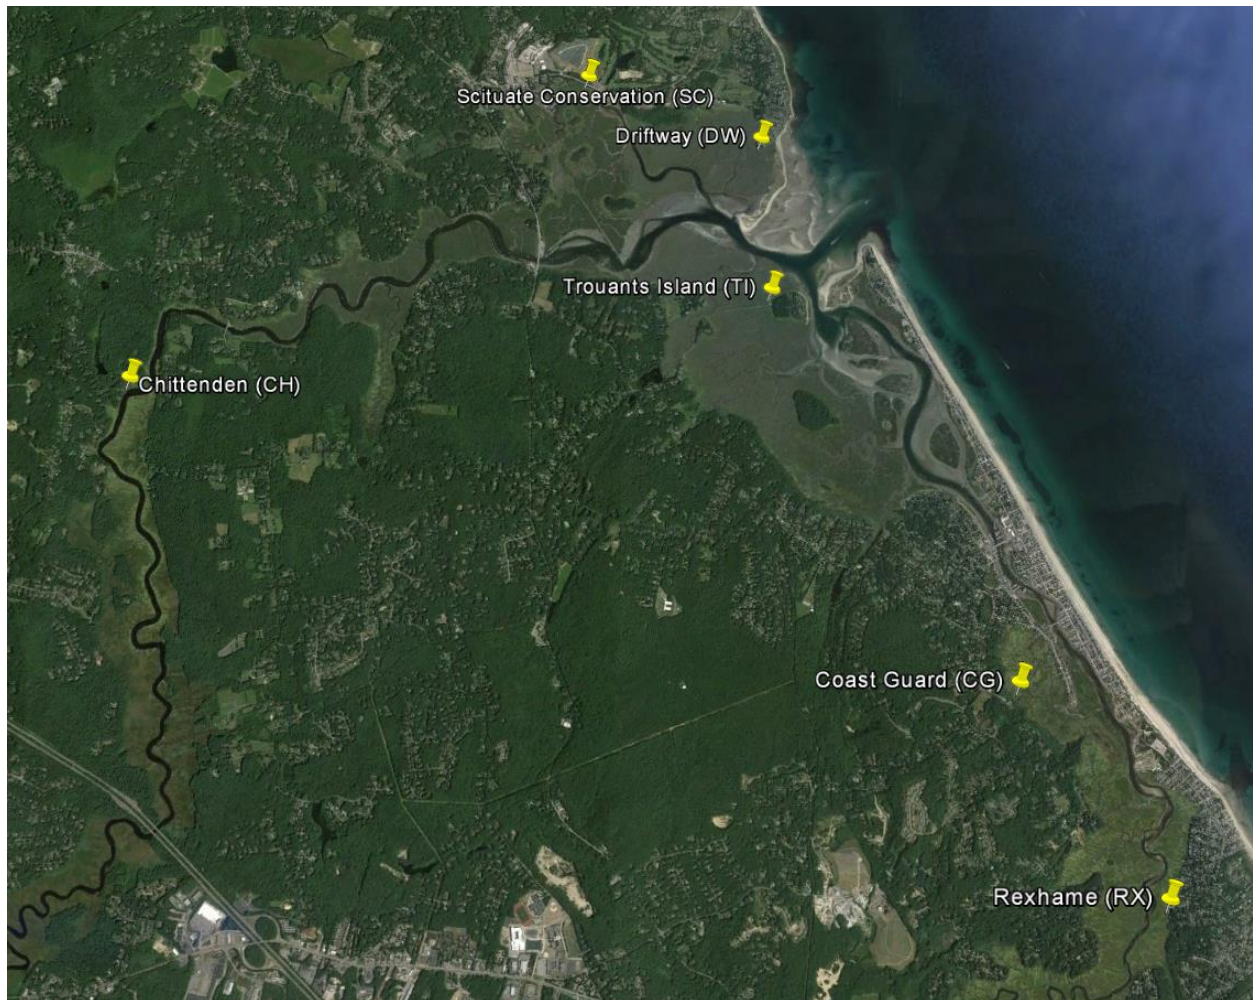 Scituate Conservation (SC)
Driftway (DW)
Trouants Island (TI)
Chittenden (CH)
Coast Guard (CG)
Rexhame (RX)